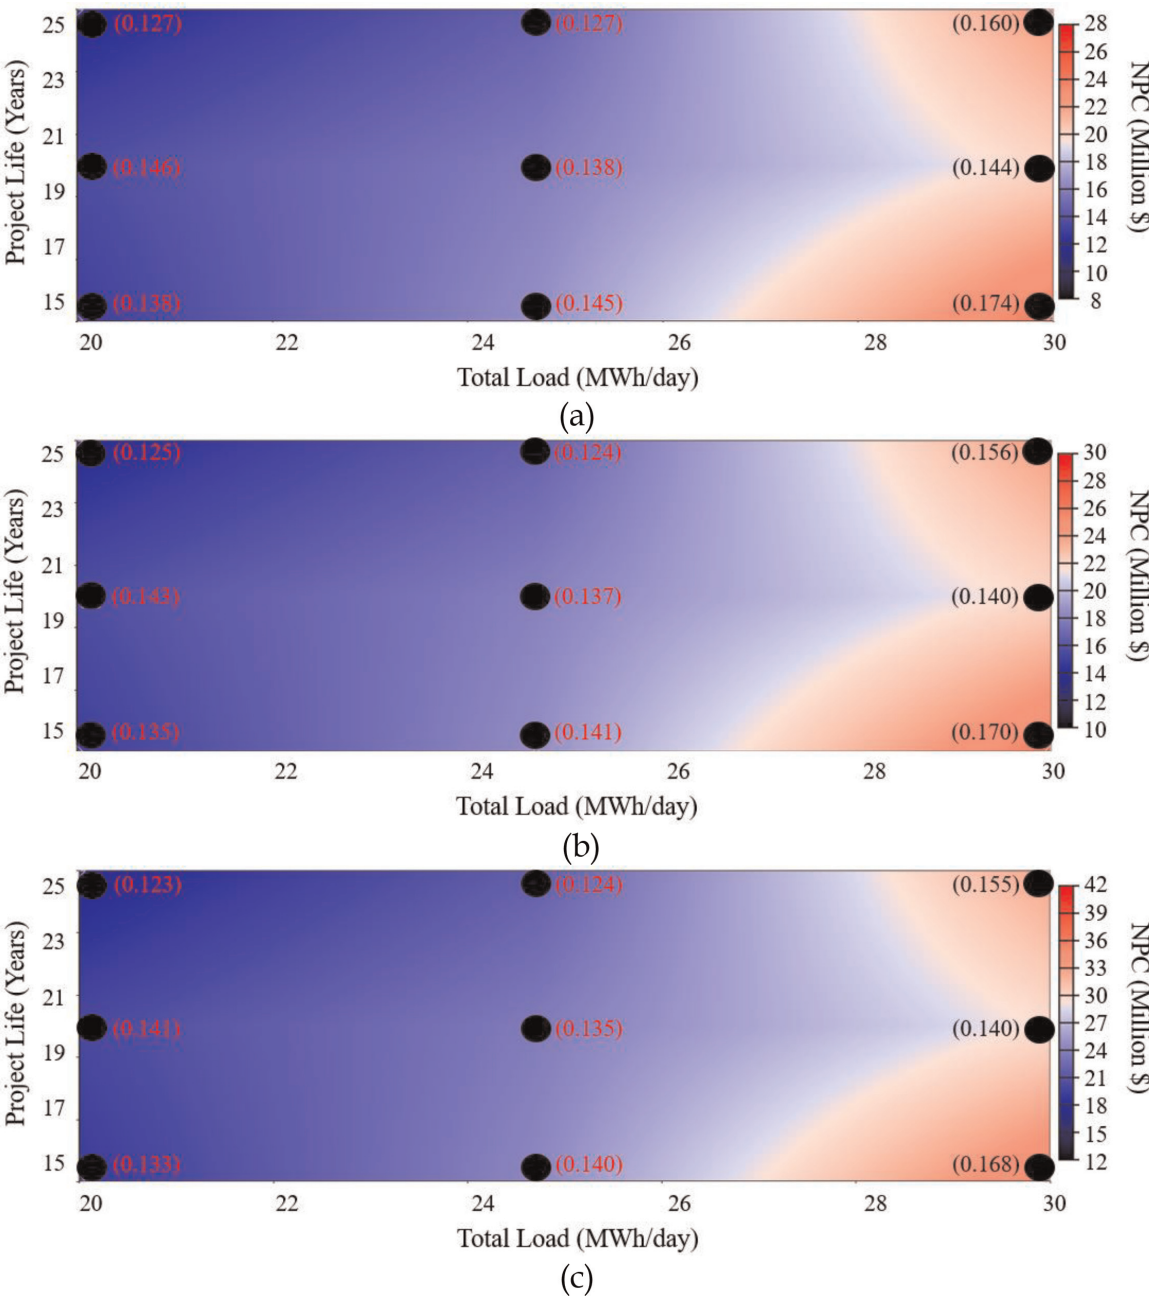 25 (0.127) (0.127) (0.160) 28
26
23 24
22
21 20
(0.146) (0.138) (0.144) 18
19 16
14
17 12
10
15 (0.138) (0.145) (0.174) 8
Project Life (Years)
NPC (Million $)
20 22 24 26 28 30
Total Load (MWh/day)
(a)
25 (0.125) (0.124) (0.156) 30
28
23 26
24
21 22
(0.143) (0.137) (0.140) 20
19 18
16
17 14
12
15 (0.135) (0.141) (0.170) 10
Project Life (Years)
NPC (Million $)
20 22 24 26 28 30
Total Load (MWh/day)
(b)
25 (0.123) (0.124) (0.155) 42
39
23 36
33
21 30
(0.141) (0.135) (0.140) 27
19 24
21
17 18
15
15 (0.133) (0.140) (0.168) 12
Project Life (Years)
NPC (Million $)
20 22 24 26 28 30
Total Load (MWh/day)
(c)